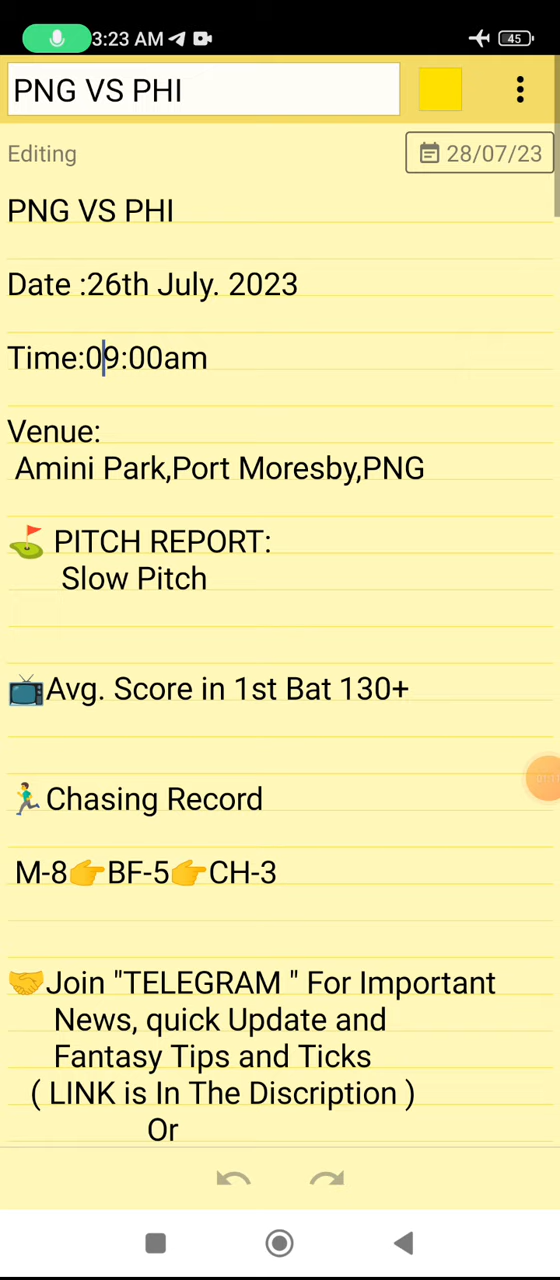 3:23 AM
45
PNG VS PHI
Editing
28/07/23
PNG VS PHI
Date :26th July. 2023
Time:09:00am
Venue:
Amini Park,Port Moresby,PNG
⛳ PITCH REPORT:
Slow Pitch
📺Avg. Score in 1st Bat 130+
🏃‍♂️Chasing Record
M-8👉BF-5👉CH-3
🤝Join "TELEGRAM " For Important
News, quick Update and
Fantasy Tips and Ticks
( LINK is In The Discription )
Or